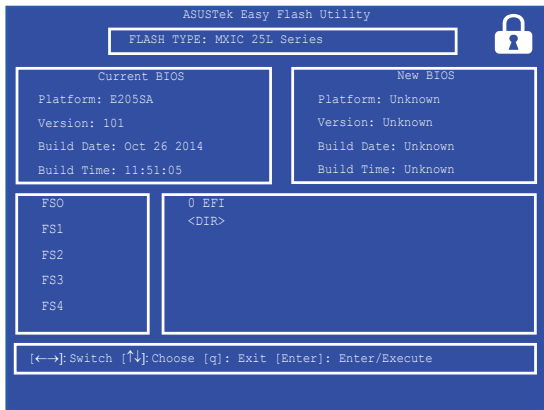 ASUSTek Easy Flash Utility
FLASH TYPE: MXIC 25L Series
Current BIOS
Platform: E205SA
Version: 101
Build Date: Oct 26 2014
Build Time: 11:51:05
New BIOS
Platform: Unknown
Version: Unknown
Build Date: Unknown
Build Time: Unknown
FSO
FS1
FS2
FS3
FS4
0 EFI
<DIR>
[←→]: Switch [↑↓]: Choose [q]: Exit [Enter]: Enter/Execute